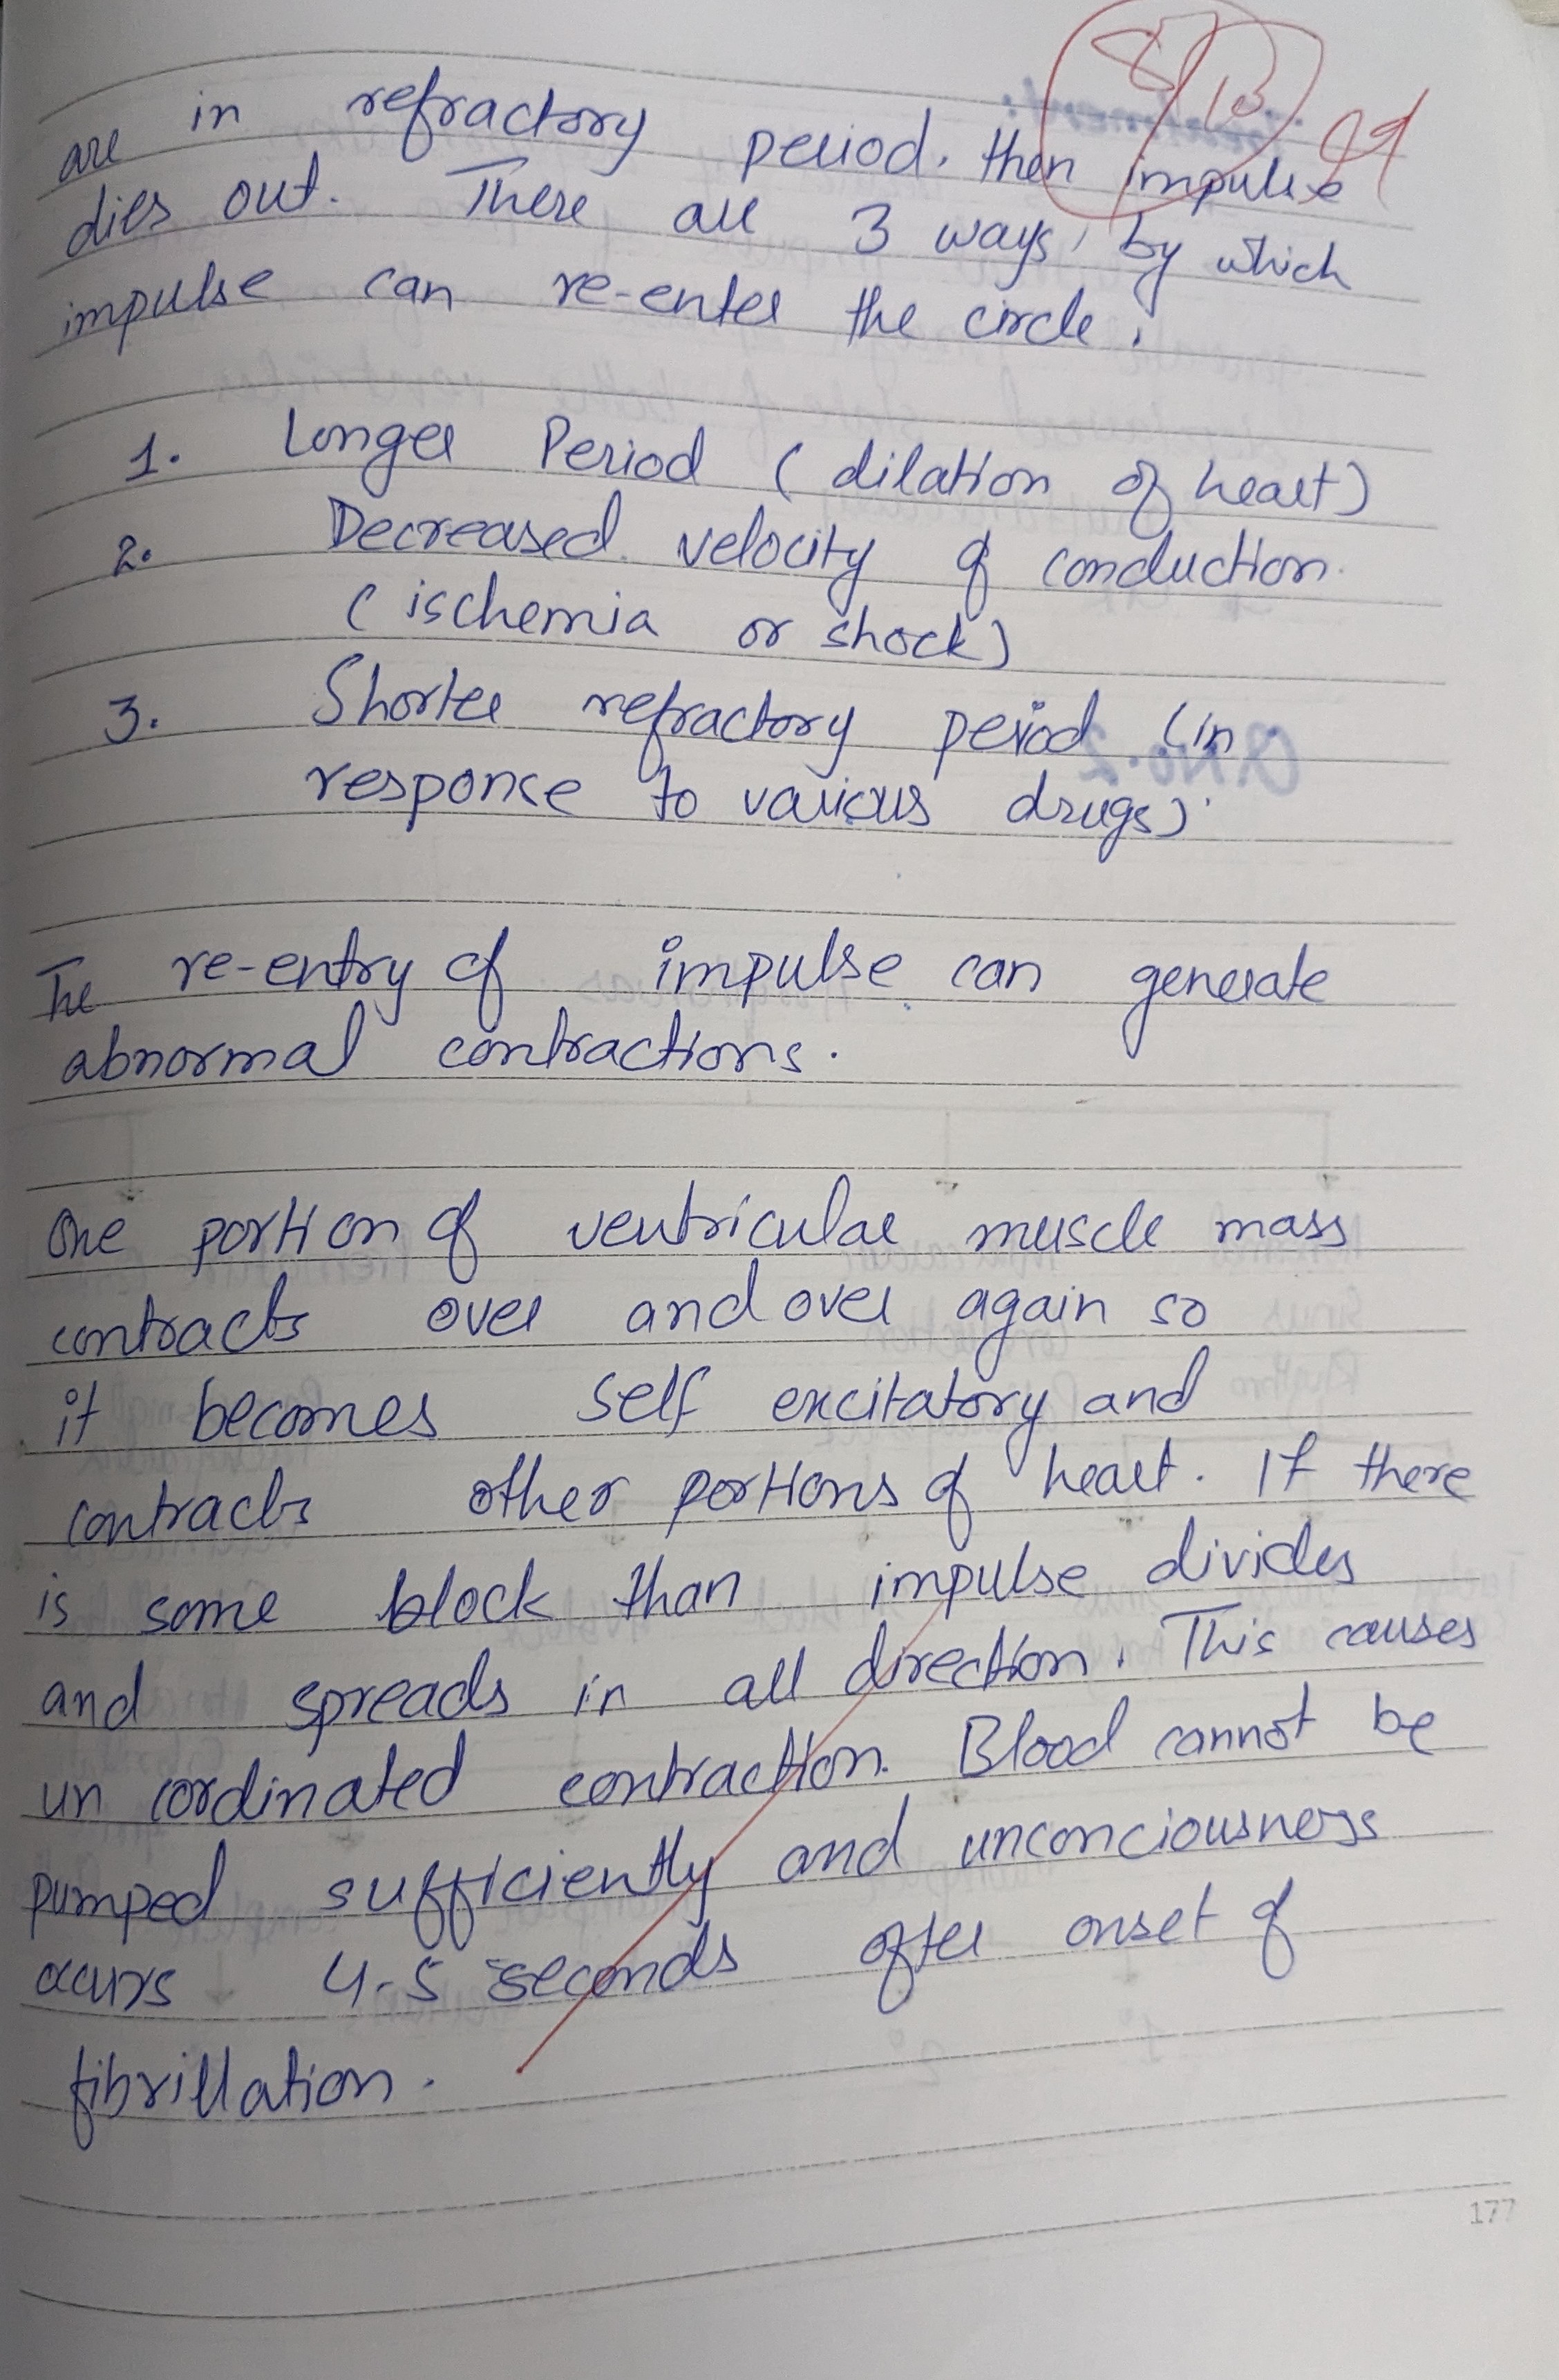 8/10
are in refractory period. then impulse
dies out. There are 3 ways, by which
impulse can re-enter the circle.
1. Longer Period (dilation of heart)
2. Decreased velocity of conduction.
(ischemia or shock)
3. Shorter refractory period (in
response to various drugs).
The re-entry of impulse can generate
abnormal contractions.
One portion of ventricular muscle mass
contracts over and over again so
it becomes self excitatory and
contracts other portions of heart. If there
is some block than impulse divides
and spreads in all direction. This causes
un cordinated contraction. Blood cannot be
pumped sufficiently and unconciousness
occurs 4-5 seconds after onset of
fibrillation.
177